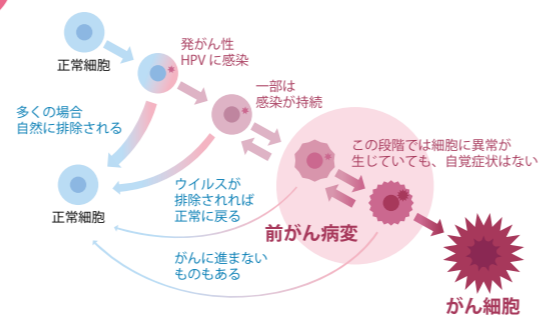 正常細胞
発がん性
HPVに感染
一部は
感染が持続
多くの場合
自然に排除される
この段階では細胞に異常が
生じていても、自覚症状はない
正常細胞
ウイルスが
排除されれば
正常に戻る
前がん病変
がんに進まない
ものもある
がん細胞